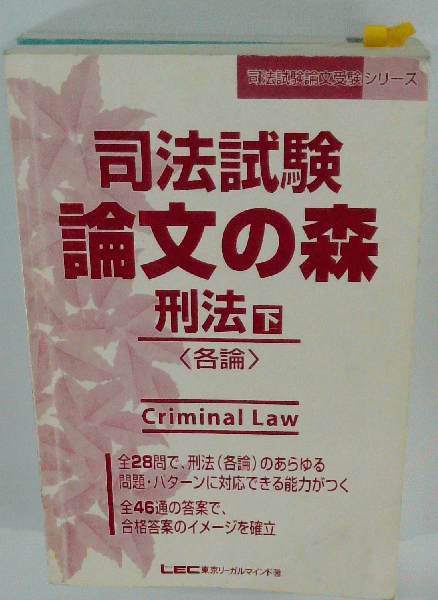 司法試験論文受験シリーズ
司法試験
論文の森
刑法下
〈各論〉
Criminal Law
全28問で、刑法(各論)のあらゆる
問題・パターンに対応できる能力がつく
全46通の答案で、
合格答案のイメージを確立
LEC東京リーガルマインド著